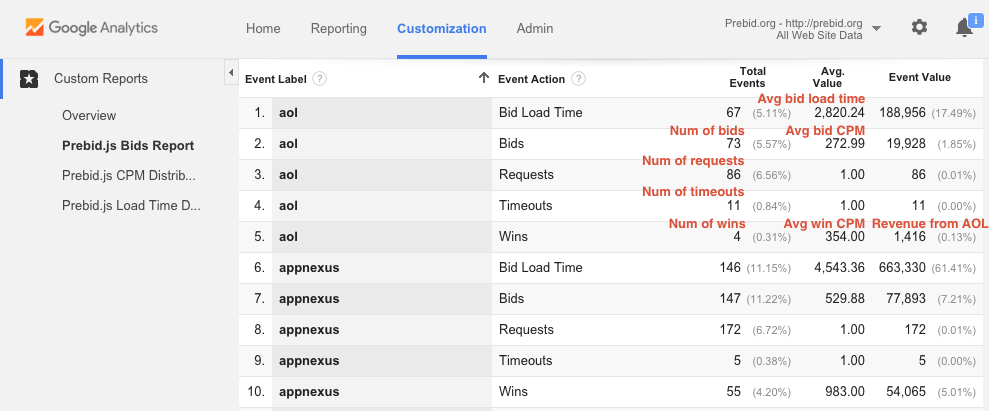 Google Analytics
Home Reporting Customization Admin
Prebid.org - http://prebid.org
All Web Site Data
i
Custom Reports
Overview
Prebid.js Bids Report
Prebid.js CPM Distrib...
Prebid.js Load Time D...
Event Label ? Event Action ? Total Events Avg. Value Event Value
Avg bid load time
1. aol Bid Load Time 67 (5.11%) 2,820.24 188,956 (17.49%)
Num of bids Avg bid CPM
2. aol Bids 73 (5.57%) 272.99 19,928 (1.85%)
Num of requests
3. aol Requests 86 (6.56%) 1.00 86 (0.01%)
Num of timeouts
4. aol Timeouts 11 (0.84%) 1.00 11 (0.00%)
Num of wins Avg win CPM Revenue from AOL
5. aol Wins 4 (0.31%) 354.00 1,416 (0.13%)
6. appnexus Bid Load Time 146 (11.15%) 4,543.36 663,330 (61.41%)
7. appnexus Bids 147 (11.22%) 529.88 77,893 (7.21%)
8. appnexus Requests 172 (6.72%) 1.00 172 (0.01%)
9. appnexus Timeouts 5 (0.38%) 1.00 5 (0.00%)
10. appnexus Wins 55 (4.20%) 983.00 54,065 (5.01%)